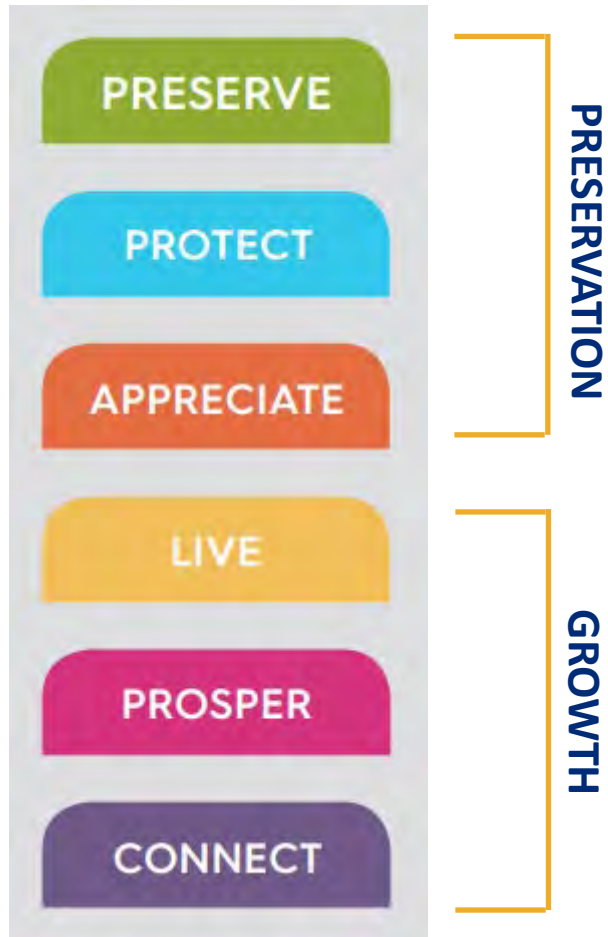 PRESERVE
PROTECT
APPRECIATE
PRESERVATION
LIVE
PROSPER
CONNECT
GROWTH